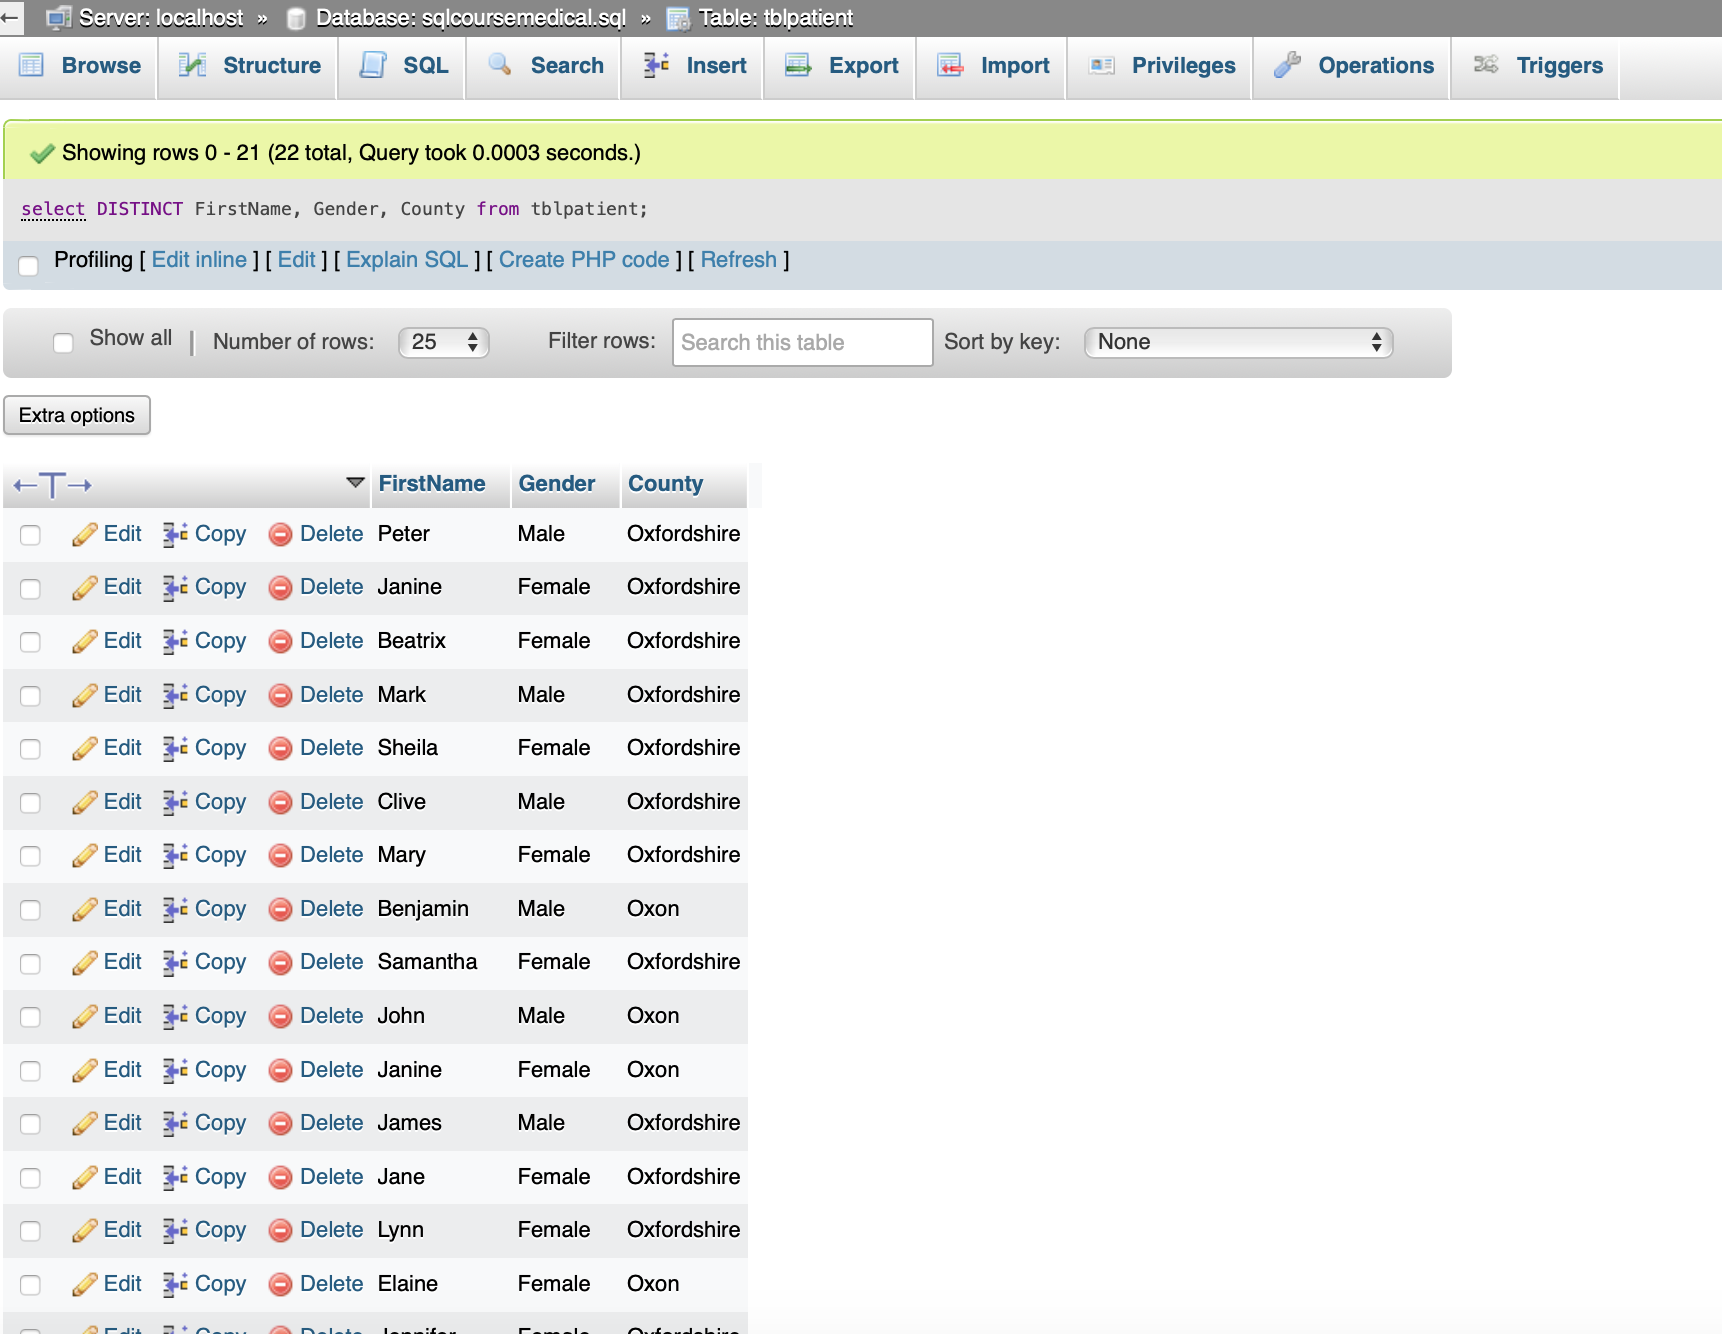 ← Server: localhost » Database: sqlcoursemedical.sql » Table: tblpatient
Browse Structure SQL Search Insert Export Import Privileges Operations Triggers
Showing rows 0 - 21 (22 total, Query took 0.0003 seconds.)
select DISTINCT FirstName, Gender, County from tblpatient;
Profiling [ Edit inline ] [ Edit ] [ Explain SQL ] [ Create PHP code ] [ Refresh ]
Show all | Number of rows: 25 Filter rows: Search this table Sort by key: None
Extra options
←T→ FirstName Gender County
Edit Copy Delete Peter Male Oxfordshire
Edit Copy Delete Janine Female Oxfordshire
Edit Copy Delete Beatrix Female Oxfordshire
Edit Copy Delete Mark Male Oxfordshire
Edit Copy Delete Sheila Female Oxfordshire
Edit Copy Delete Clive Male Oxfordshire
Edit Copy Delete Mary Female Oxfordshire
Edit Copy Delete Benjamin Male Oxon
Edit Copy Delete Samantha Female Oxfordshire
Edit Copy Delete John Male Oxon
Edit Copy Delete Janine Female Oxon
Edit Copy Delete James Male Oxfordshire
Edit Copy Delete Jane Female Oxfordshire
Edit Copy Delete Lynn Female Oxfordshire
Edit Copy Delete Elaine Female Oxon
Edit Copy Delete Jennifer Female Oxfordshire